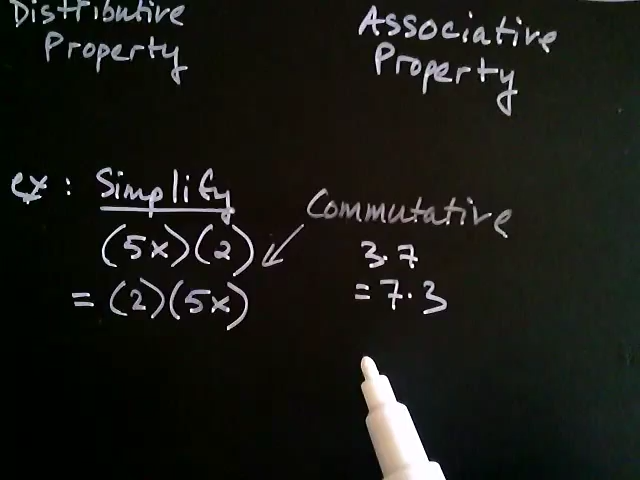 Distributive
Property
Associative
Property
ex: Simplify
(5x)(2)
= (2)(5x)
Commutative
3·7
= 7·3